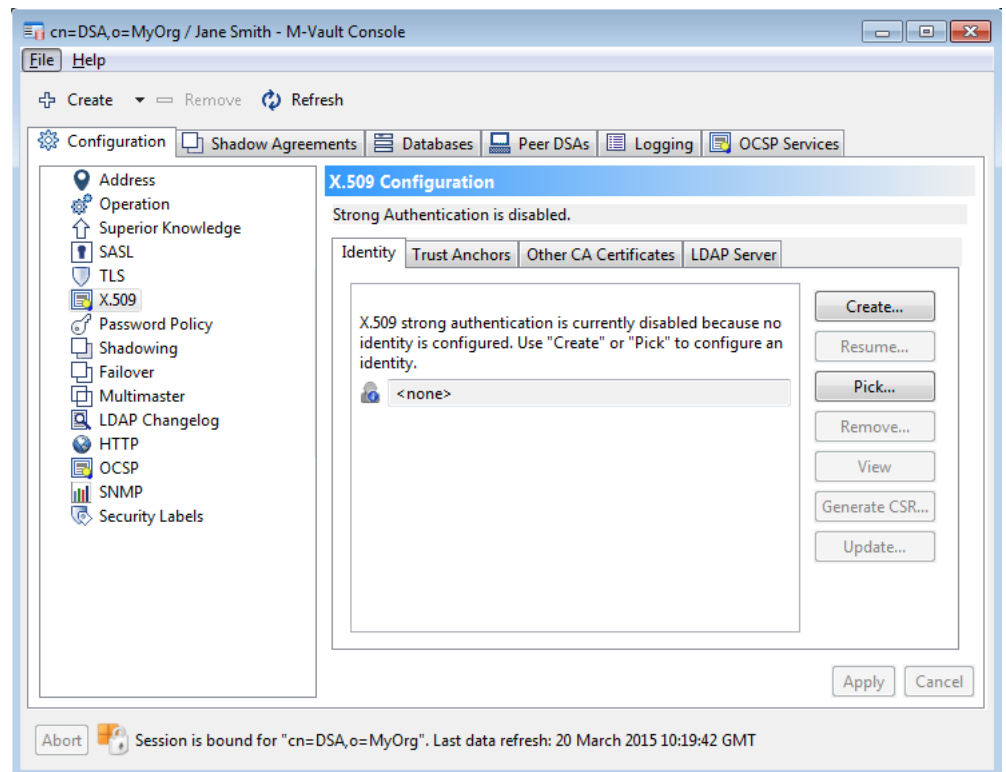 cn=DSA,o=MyOrg / Jane Smith - M-Vault Console
File Help
Create Remove Refresh
Configuration Shadow Agreements Databases Peer DSAs Logging OCSP Services
Address
Operation
Superior Knowledge
SASL
TLS
X.509
Password Policy
Shadowing
Failover
Multimaster
LDAP Changelog
HTTP
OCSP
SNMP
Security Labels
X.509 Configuration
Strong Authentication is disabled.
Identity Trust Anchors Other CA Certificates LDAP Server
X.509 strong authentication is currently disabled because no
identity is configured. Use "Create" or "Pick" to configure an
identity.
<none>
Create...
Resume...
Pick...
Remove...
View
Generate CSR...
Update...
Apply Cancel
Abort Session is bound for "cn=DSA,o=MyOrg". Last data refresh: 20 March 2015 10:19:42 GMT